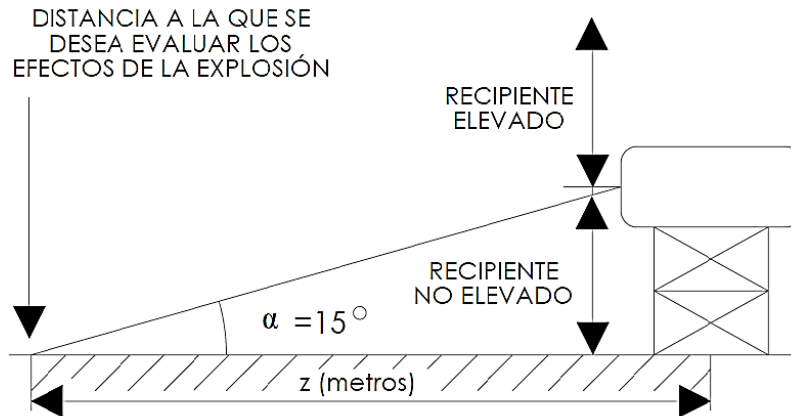 DISTANCIA A LA QUE SE
DESEA EVALUAR LOS
EFECTOS DE LA EXPLOSIÓN
RECIPIENTE
ELEVADO
RECIPIENTE
NO ELEVADO
α =15°
z (metros)